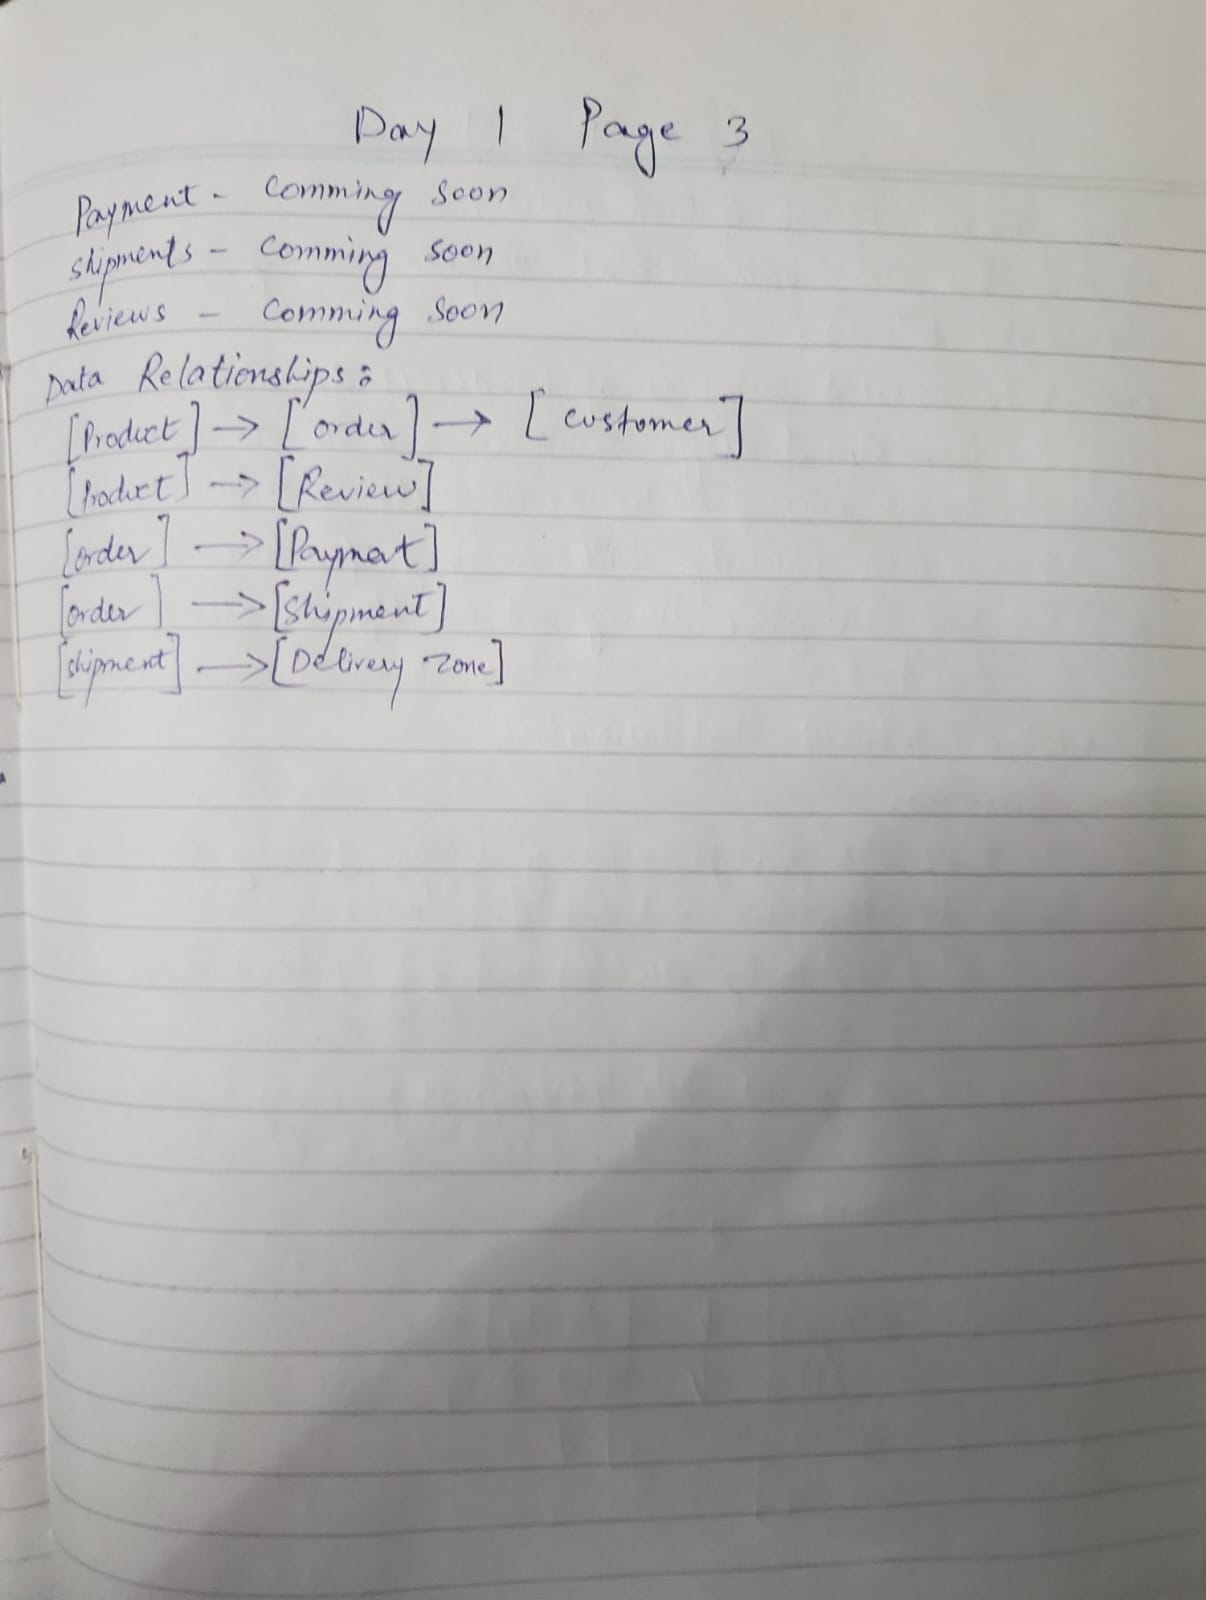 Day 1 Page 3
Payment - Comming Soon
shipments - Comming Soon
Reviews - Comming Soon
Data Relationships:
[Product] → [order] → [customer]
[Product] → [Review]
[order] → [Payment]
[order] → [Shipment]
[shipment] → [Delivery Zone]